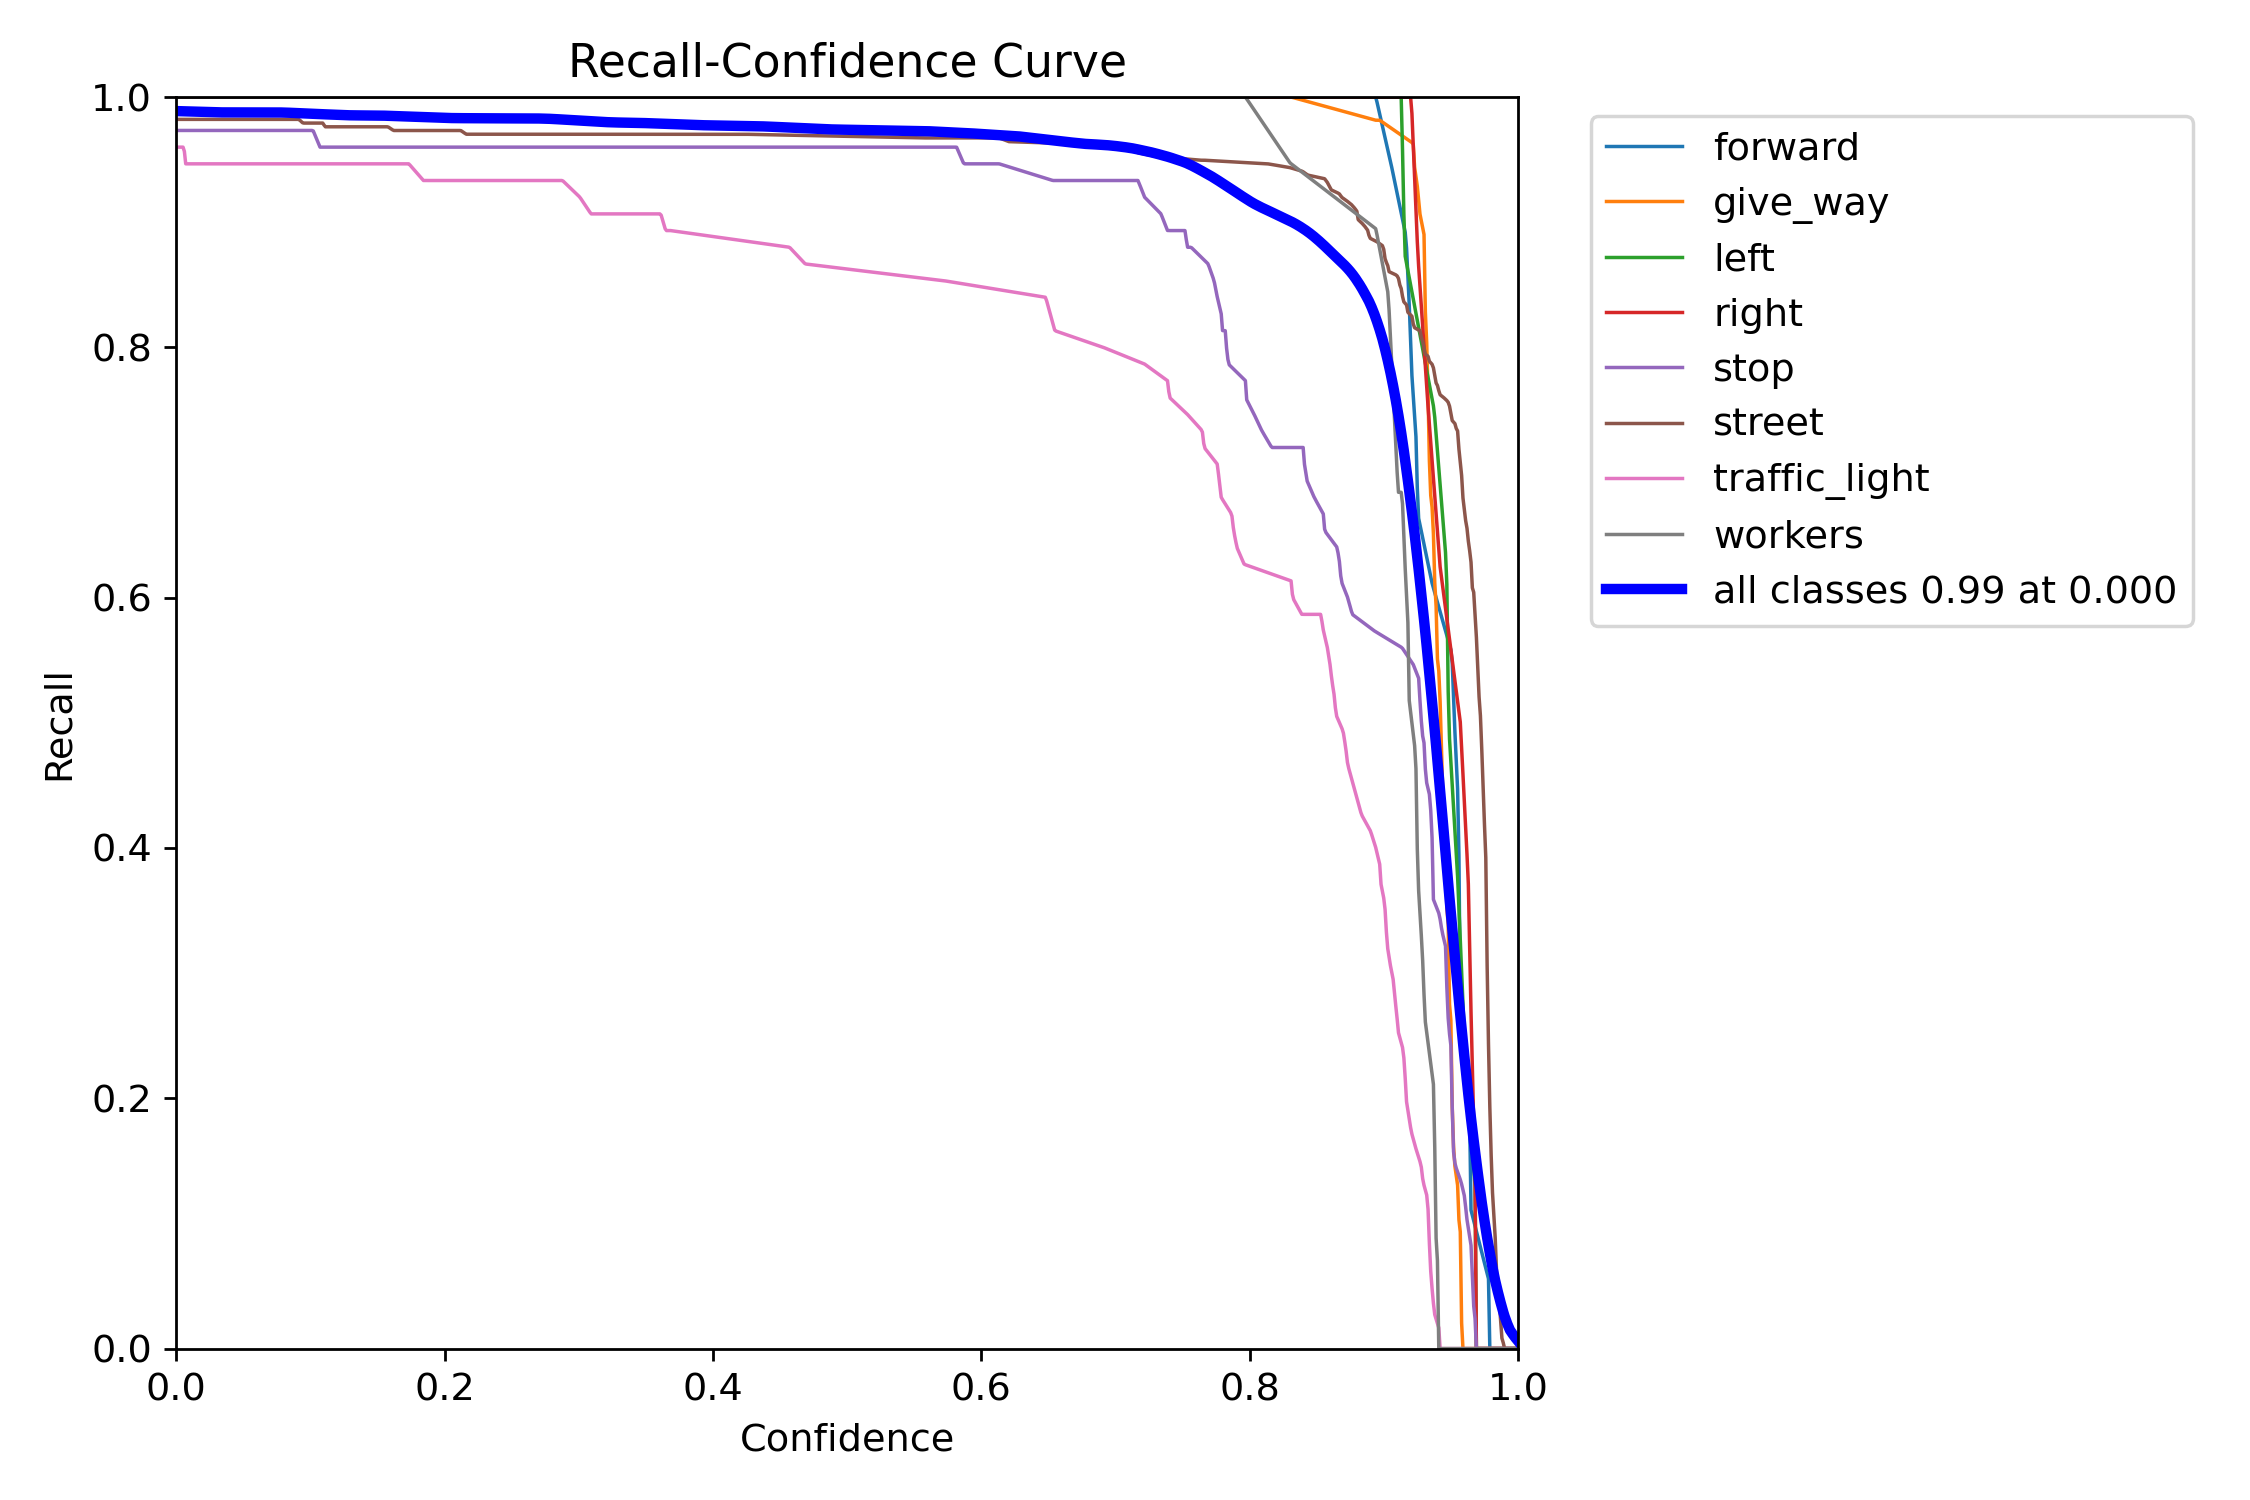 Recall-Confidence Curve
Recall
1.0
0.8
0.6
0.4
0.2
0.0
0.0 0.2 0.4 0.6 0.8 1.0
Confidence
forward
give_way
left
right
stop
street
traffic_light
workers
all classes 0.99 at 0.000